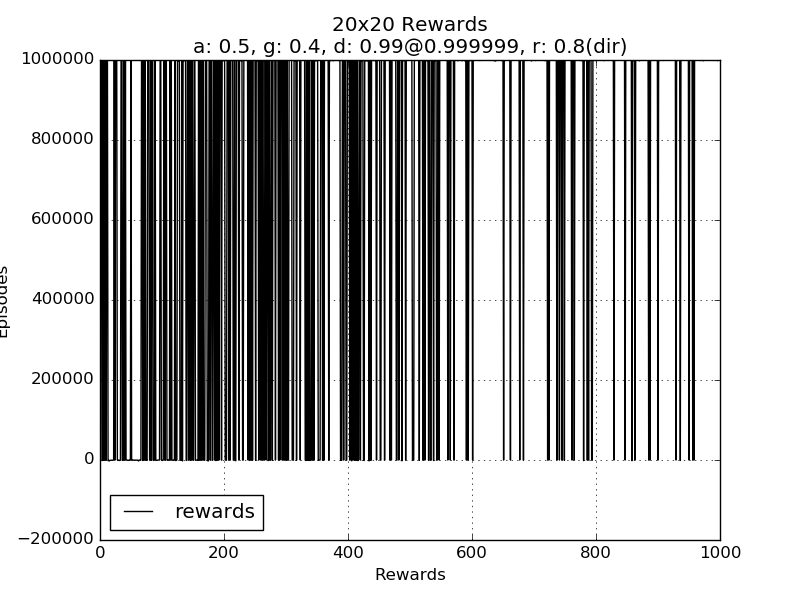 20x20 Rewards
a: 0.5, g: 0.4, d: 0.99@0.999999, r: 0.8(dir)
1000000
800000
600000
400000
200000
0
−200000
Episodes
rewards
0 200 400 600 800 1000
Rewards